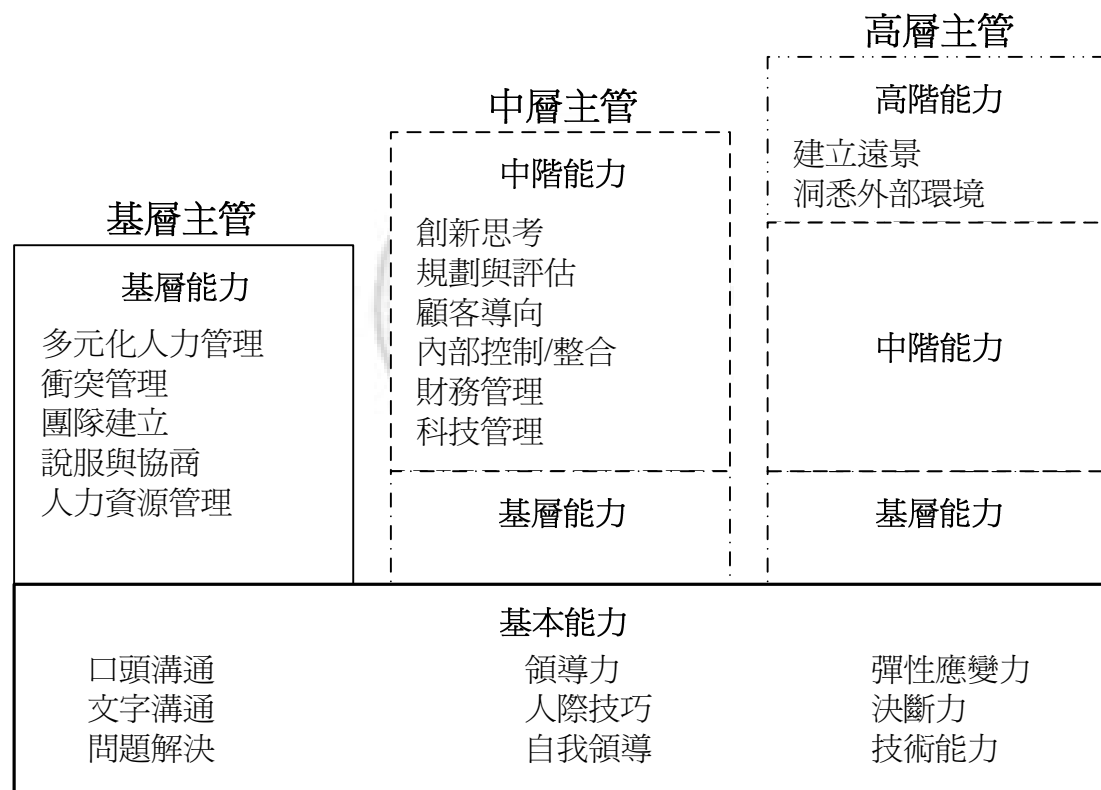 基層主管
基層能力
多元化人力管理
衝突管理
團隊建立
說服與協商
人力資源管理
中層主管
中階能力
創新思考
規劃與評估
顧客導向
內部控制/整合
財務管理
科技管理
基層能力
高層主管
高階能力
建立遠景
洞悉外部環境
中階能力
基層能力
基本能力
口頭溝通
文字溝通
問題解決
領導力
人際技巧
自我領導
彈性應變力
決斷力
技術能力